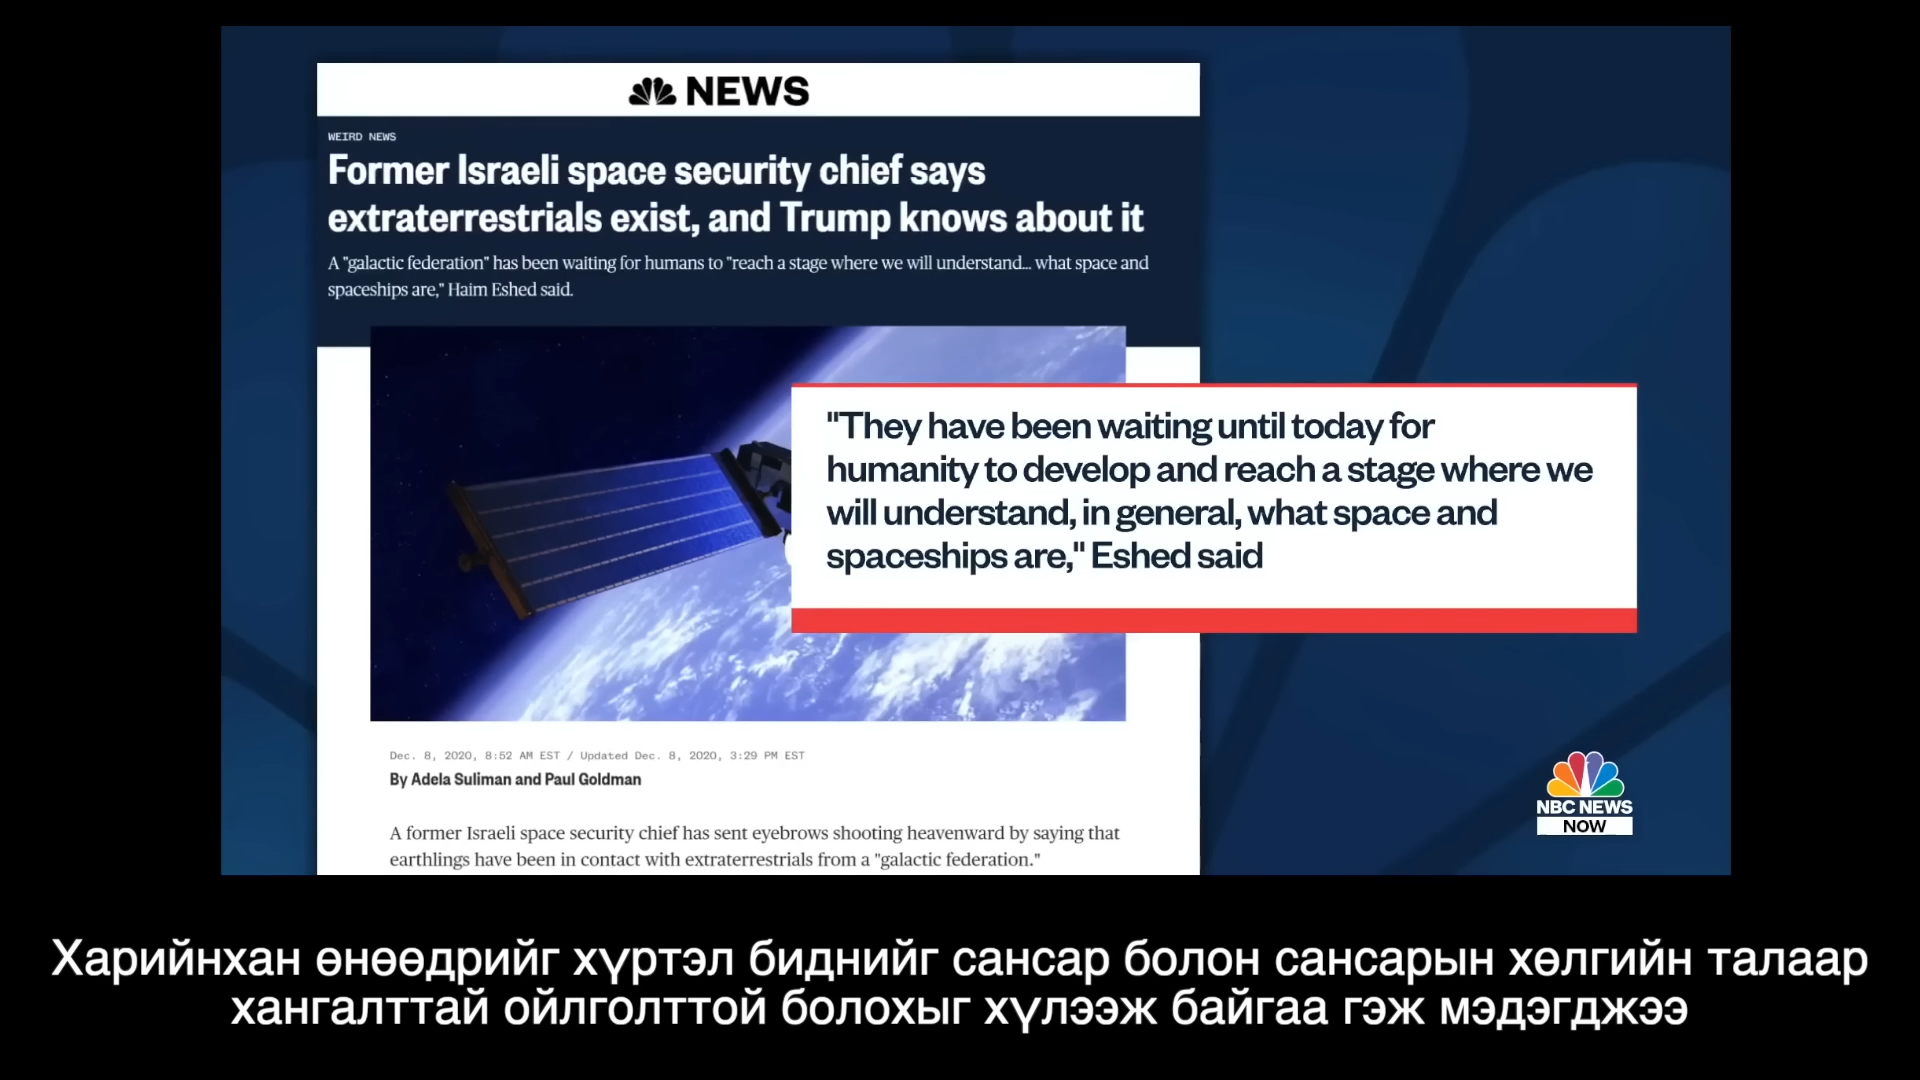 NEWS
WEIRD NEWS
Former Israeli space security chief says
extraterrestrials exist, and Trump knows about it
A "galactic federation" has been waiting for humans to "reach a stage where we will understand... what space and
spaceships are," Haim Eshed said.
"They have been waiting until today for
humanity to develop and reach a stage where we
will understand, in general, what space and
spaceships are," Eshed said
Dec. 8, 2020, 8:52 AM EST / Updated Dec. 8, 2020, 3:29 PM EST
By Adela Suliman and Paul Goldman
A former Israeli space security chief has sent eyebrows shooting heavenward by saying that
earthlings have been in contact with extraterrestrials from a "galactic federation."
NBC NEWS
NOW
Харийнхан өнөөдрийг хүртэл биднийг сансар болон сансарын хөлгийн талаар
хангалттай ойлголттой болохыг хүлээж байгаа гэж мэдэгджээ